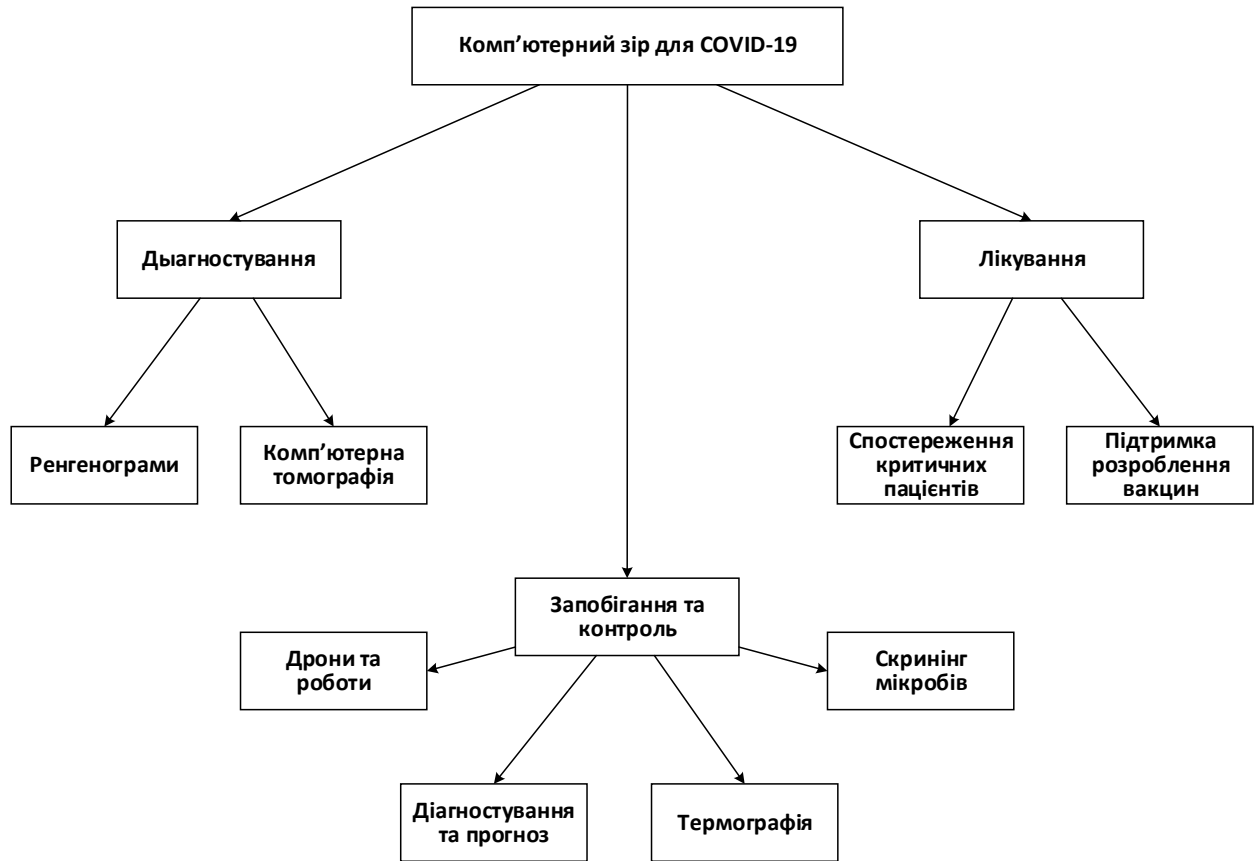 Комп’ютерний зір для COVID-19
Дыагностування
Лікування
Ренгенограми
Комп’ютерна
томографія
Спостереження
критичних
пацієнтів
Підтримка
розроблення
вакцин
Запобігання та
контроль
Дрони та
роботи
Скринінг
мікробів
Діагностування
та прогноз
Термографія